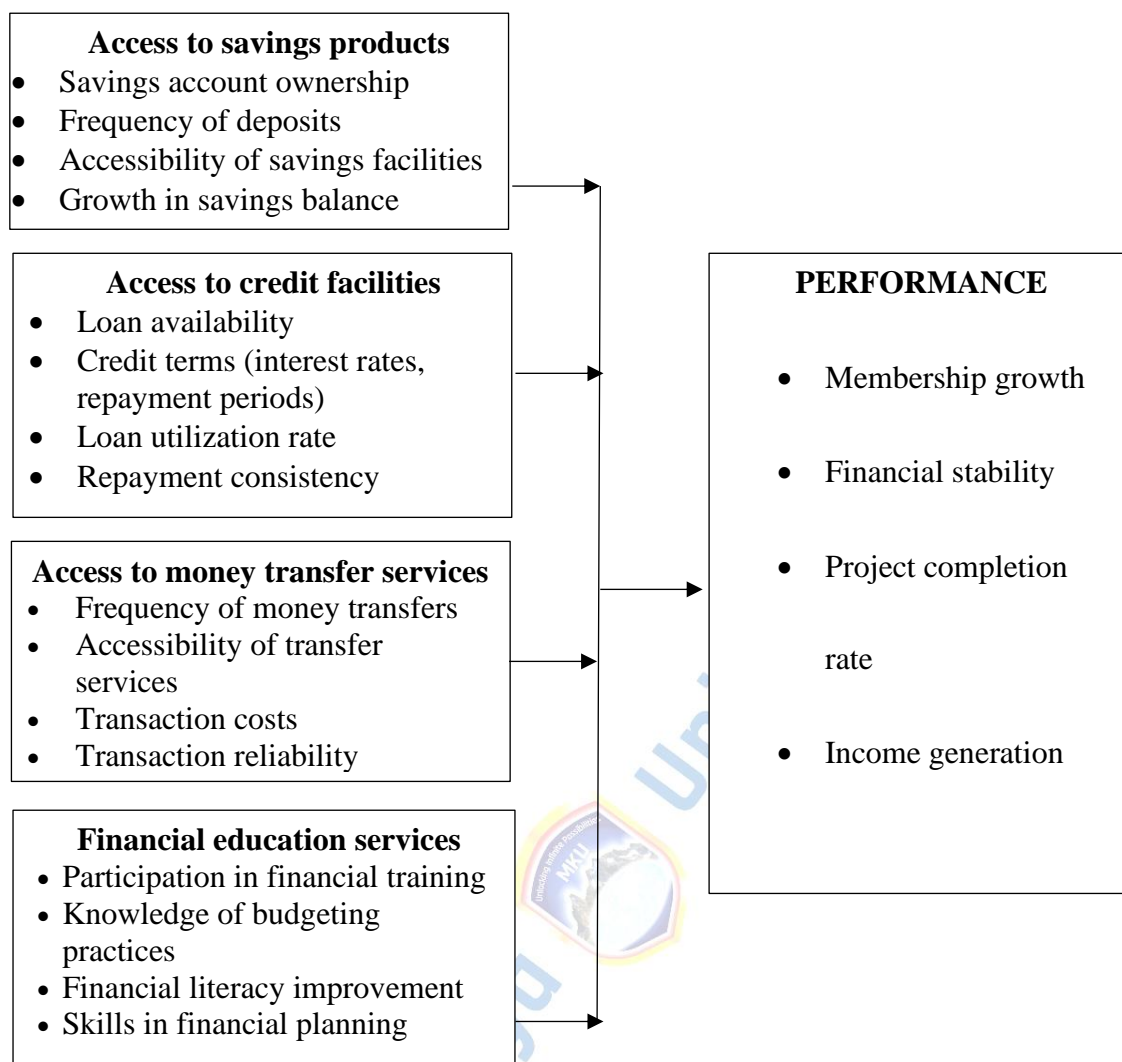 Access to savings products
• Savings account ownership
• Frequency of deposits
• Accessibility of savings facilities
• Growth in savings balance
Access to credit facilities
• Loan availability
• Credit terms (interest rates,
repayment periods)
• Loan utilization rate
• Repayment consistency
Access to money transfer services
• Frequency of money transfers
• Accessibility of transfer
services
• Transaction costs
• Transaction reliability
Financial education services
• Participation in financial training
• Knowledge of budgeting
practices
• Financial literacy improvement
• Skills in financial planning
PERFORMANCE
• Membership growth
• Financial stability
• Project completion
rate
• Income generation
MKU
Unlocking Infinite Possibilities